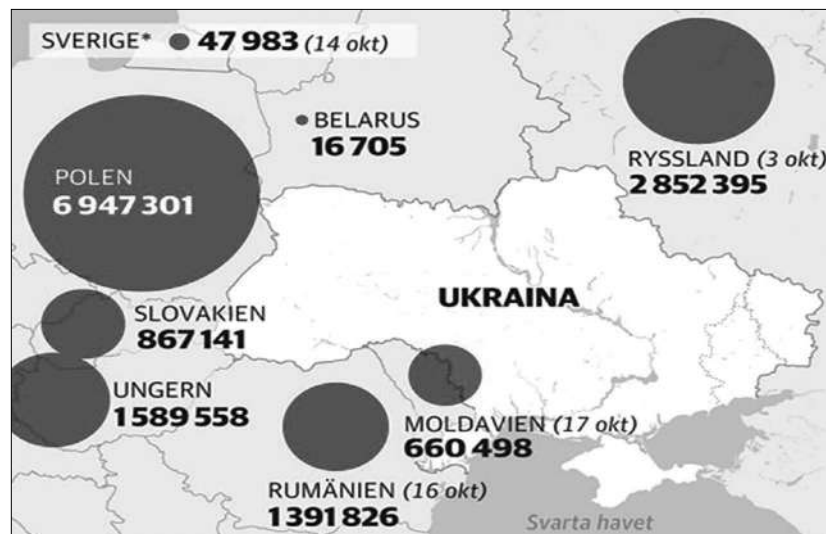 SVERIGE* 47 983 (14 okt)
BELARUS
16 705
RYSSLAND (3 okt)
2 852 395
POLEN
6 947 301
UKRAINA
SLOVAKIEN
867 141
UNGERN
1 589 558
MOLDAVIEN (17 okt)
660 498
RUMÄNIEN (16 okt)
1 391 826
Svarta havet